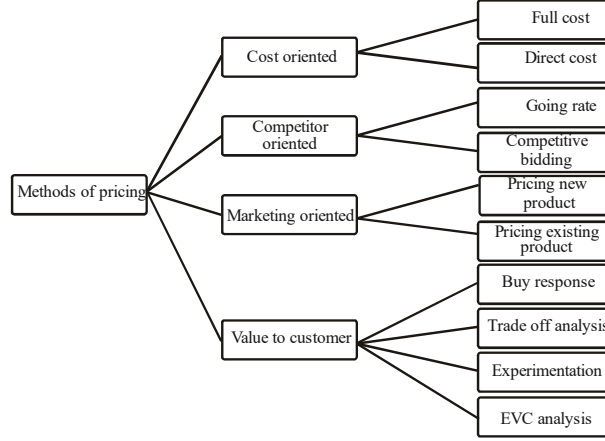 Methods of pricing
Cost oriented
Full cost
Direct cost
Competitor
oriented
Going rate
Competitive
bidding
Marketing oriented
Pricing new
product
Pricing existing
product
Value to customer
Buy response
Trade off analysis
Experimentation
EVC analysis